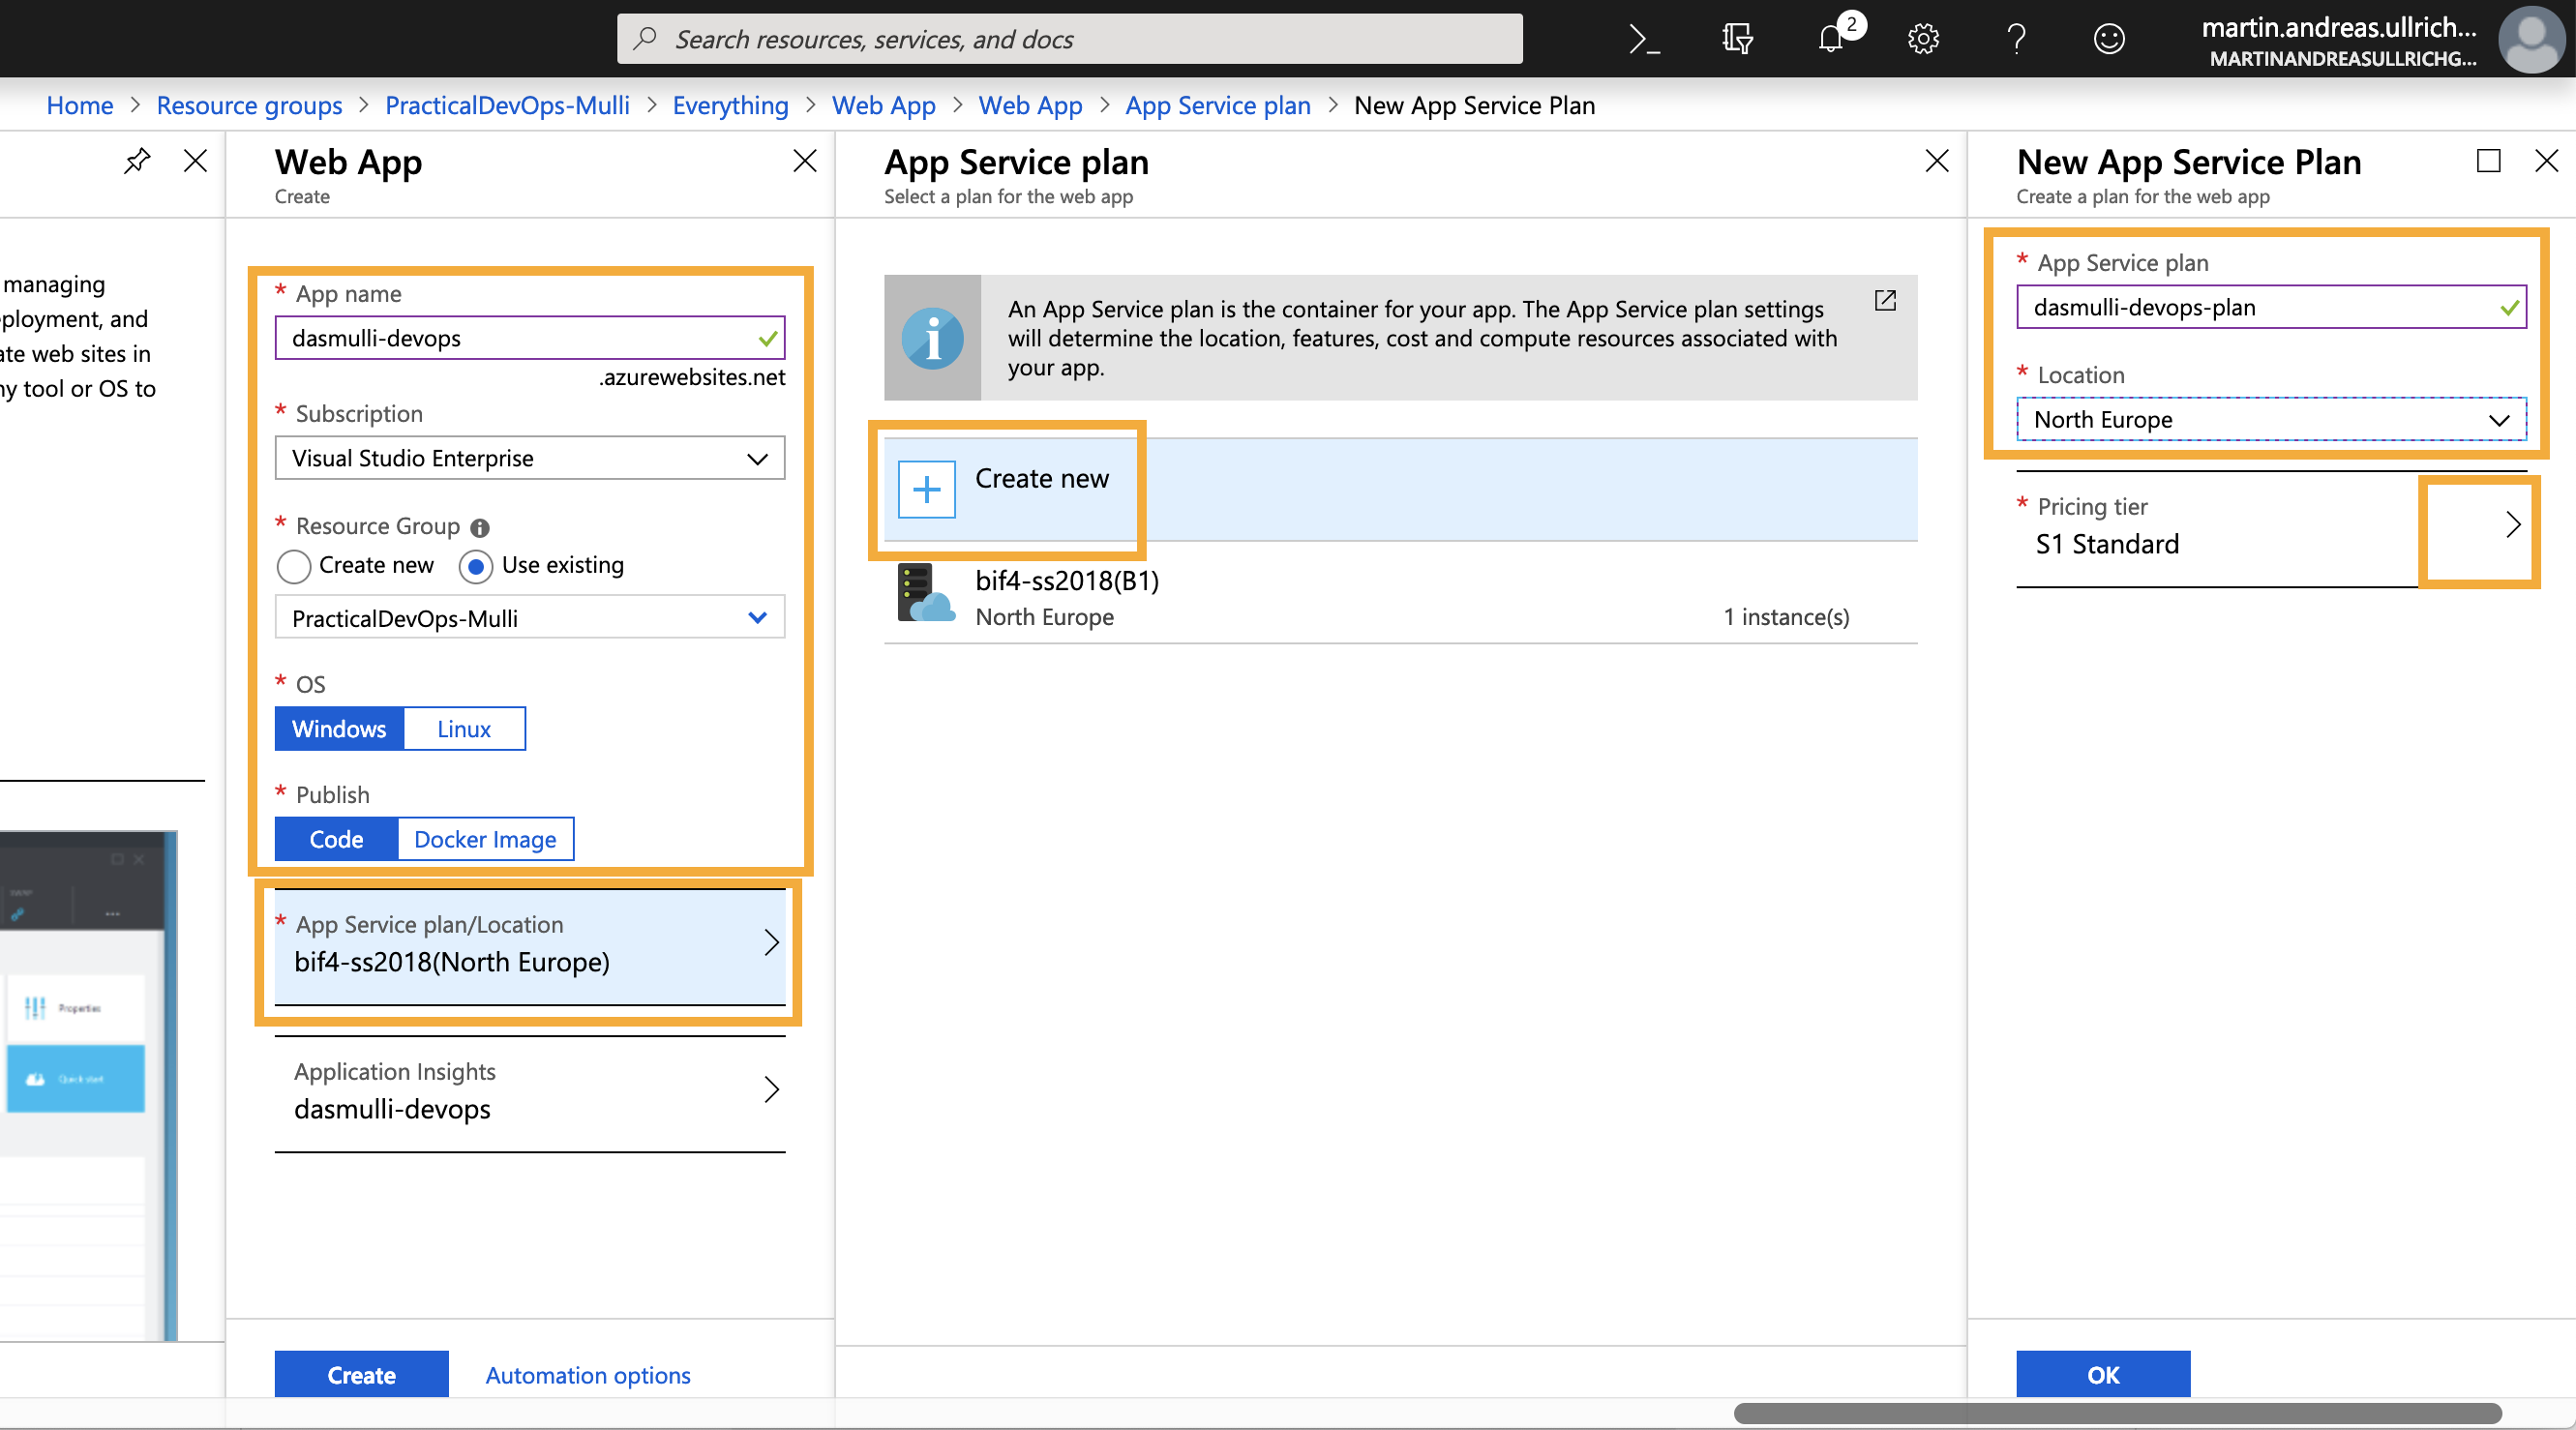 Search resources, services, and docs
2
martin.andreas.ullrich...
MARTINANDREASULLRICHG...
Home > Resource groups > PracticalDevOps-Mulli > Everything > Web App > Web App > App Service plan > New App Service Plan
managing
eployment, and
ate web sites in
ny tool or OS to
Properties
Quick start
Web App
Create
* App name
dasmulli-devops
.azurewebsites.net
* Subscription
Visual Studio Enterprise
* Resource Group
Create new Use existing
PracticalDevOps-Mulli
* OS
Windows Linux
* Publish
Code Docker Image
* App Service plan/Location
bif4-ss2018(North Europe)
Application Insights
dasmulli-devops
Create Automation options
App Service plan
Select a plan for the web app
An App Service plan is the container for your app. The App Service plan settings
will determine the location, features, cost and compute resources associated with
your app.
Create new
bif4-ss2018(B1)
North Europe 1 instance(s)
New App Service Plan
Create a plan for the web app
* App Service plan
dasmulli-devops-plan
* Location
North Europe
* Pricing tier
S1 Standard
OK